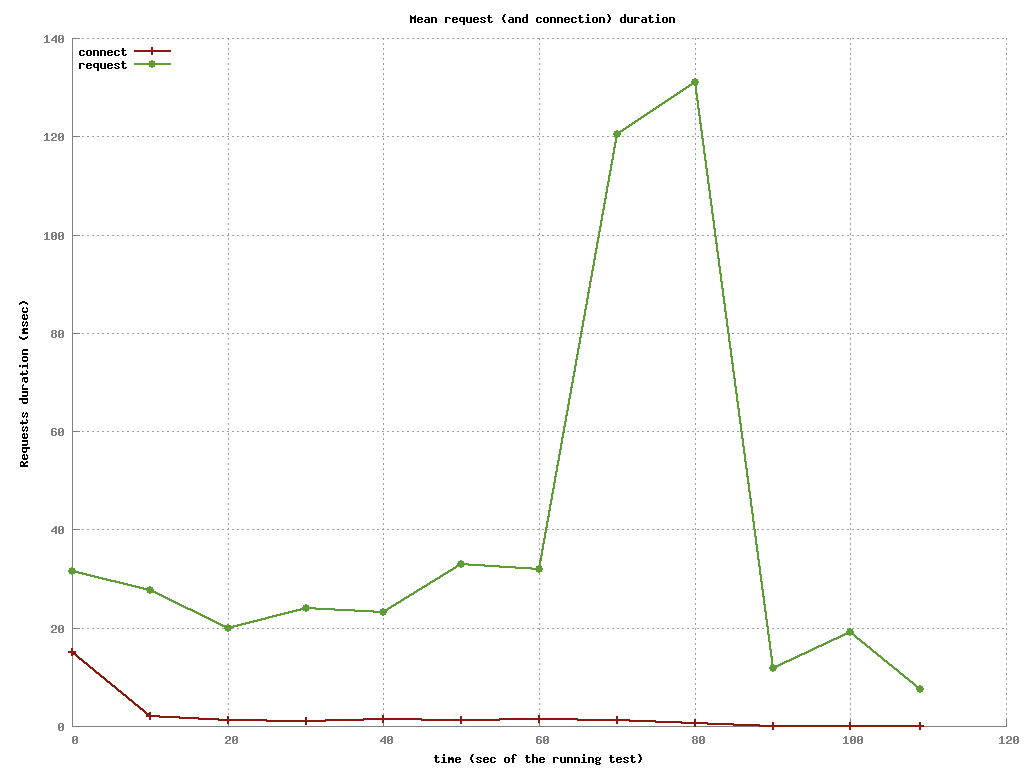 Mean request (and connection) duration
connect
request
140
120
100
80
60
40
20
0
Requests duration (msec)
0 20 40 60 80 100 120
time (sec of the running test)